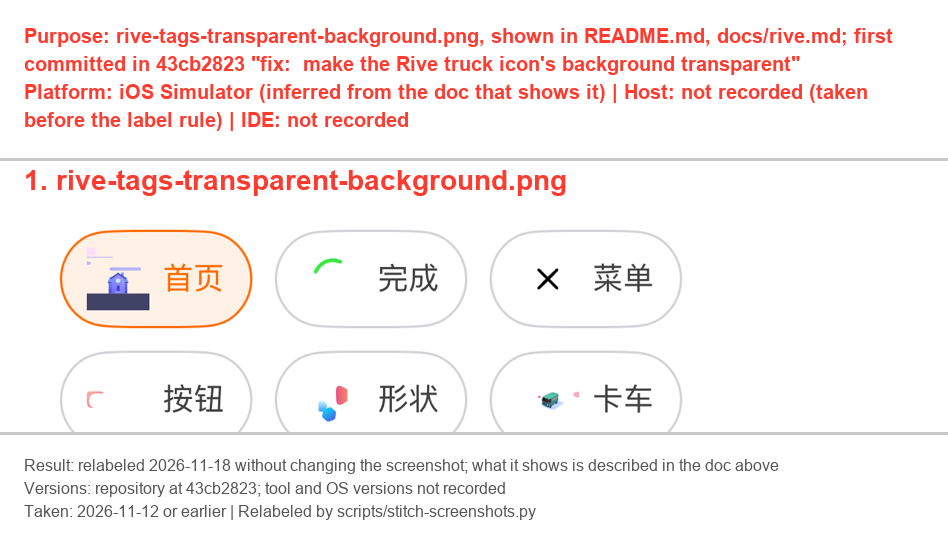 Purpose: rive-tags-transparent-background.png, shown in README.md, docs/rive.md; first
committed in 43cb2823 "fix:  make the Rive truck icon's background transparent"
Platform: iOS Simulator (inferred from the doc that shows it) | Host: not recorded (taken
before the label rule) | IDE: not recorded
1. rive-tags-transparent-background.png
首页 完成 菜单
按钮 形状 卡车
Result: relabeled 2026-11-18 without changing the screenshot; what it shows is described in the doc above
Versions: repository at 43cb2823; tool and OS versions not recorded
Taken: 2026-11-12 or earlier | Relabeled by scripts/stitch-screenshots.py